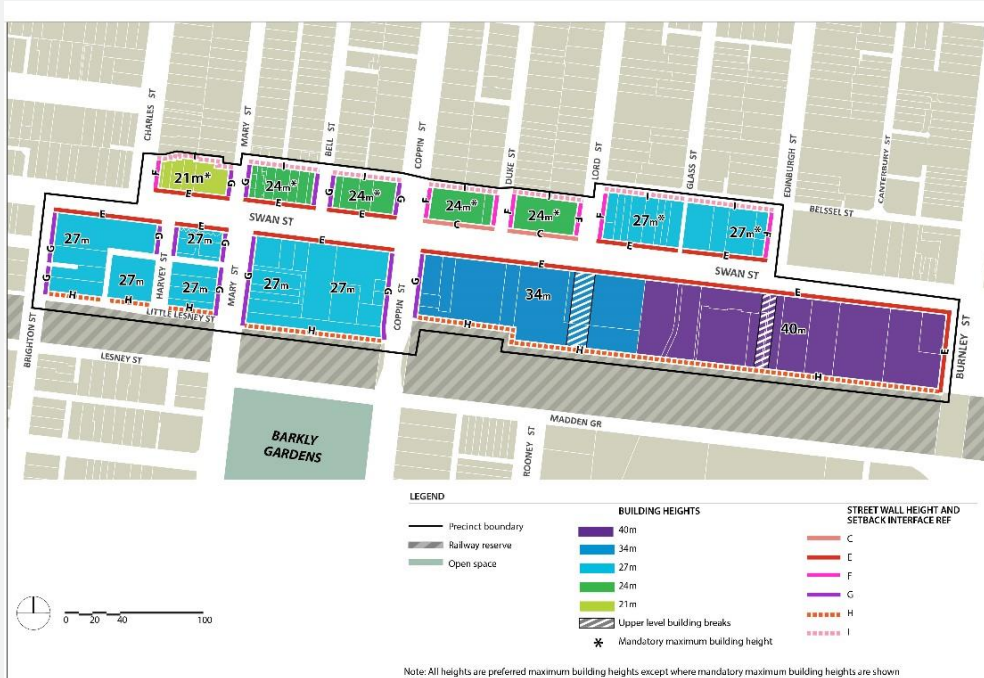 CHARLES ST
MARY ST
BELL ST
COPPIN ST
DUKE ST
LORD ST
GLASS ST
EDINBURGH ST
CANTERBURY ST
BELSSEL ST
I
I
I
I
I
I
I
F
21m*
G
E
24m*
E
G
24m*
E
G
F
24m*
C
F
24m*
C
F
F
27m*
E
27m*
E
F
SWAN ST
SWAN ST
E
E
E
E
E
G
27m
G
27m
G
G
27m
27m
G
27m
27m
G
G
G
G
34m
40m
E
H
H
H
H
H
H
H
BRIGHTON ST
HARVEY ST
MARY ST
COPPIN ST
BURNLEY ST
LITTLE LESNEY ST
LESNEY ST
MADDEN GR
ROONEY ST
BARKLY
GARDENS
LEGEND
Precinct boundary
Railway reserve
Open space
BUILDING HEIGHTS
40m
34m
27m
24m
21m
Upper level building breaks
* Mandatory maximum building height
STREET WALL HEIGHT AND
SETBACK INTERFACE REF
C
E
F
G
H
I
0 20 40 100
Note: All heights are preferred maximum building heights except where mandatory maximum building heights are shown